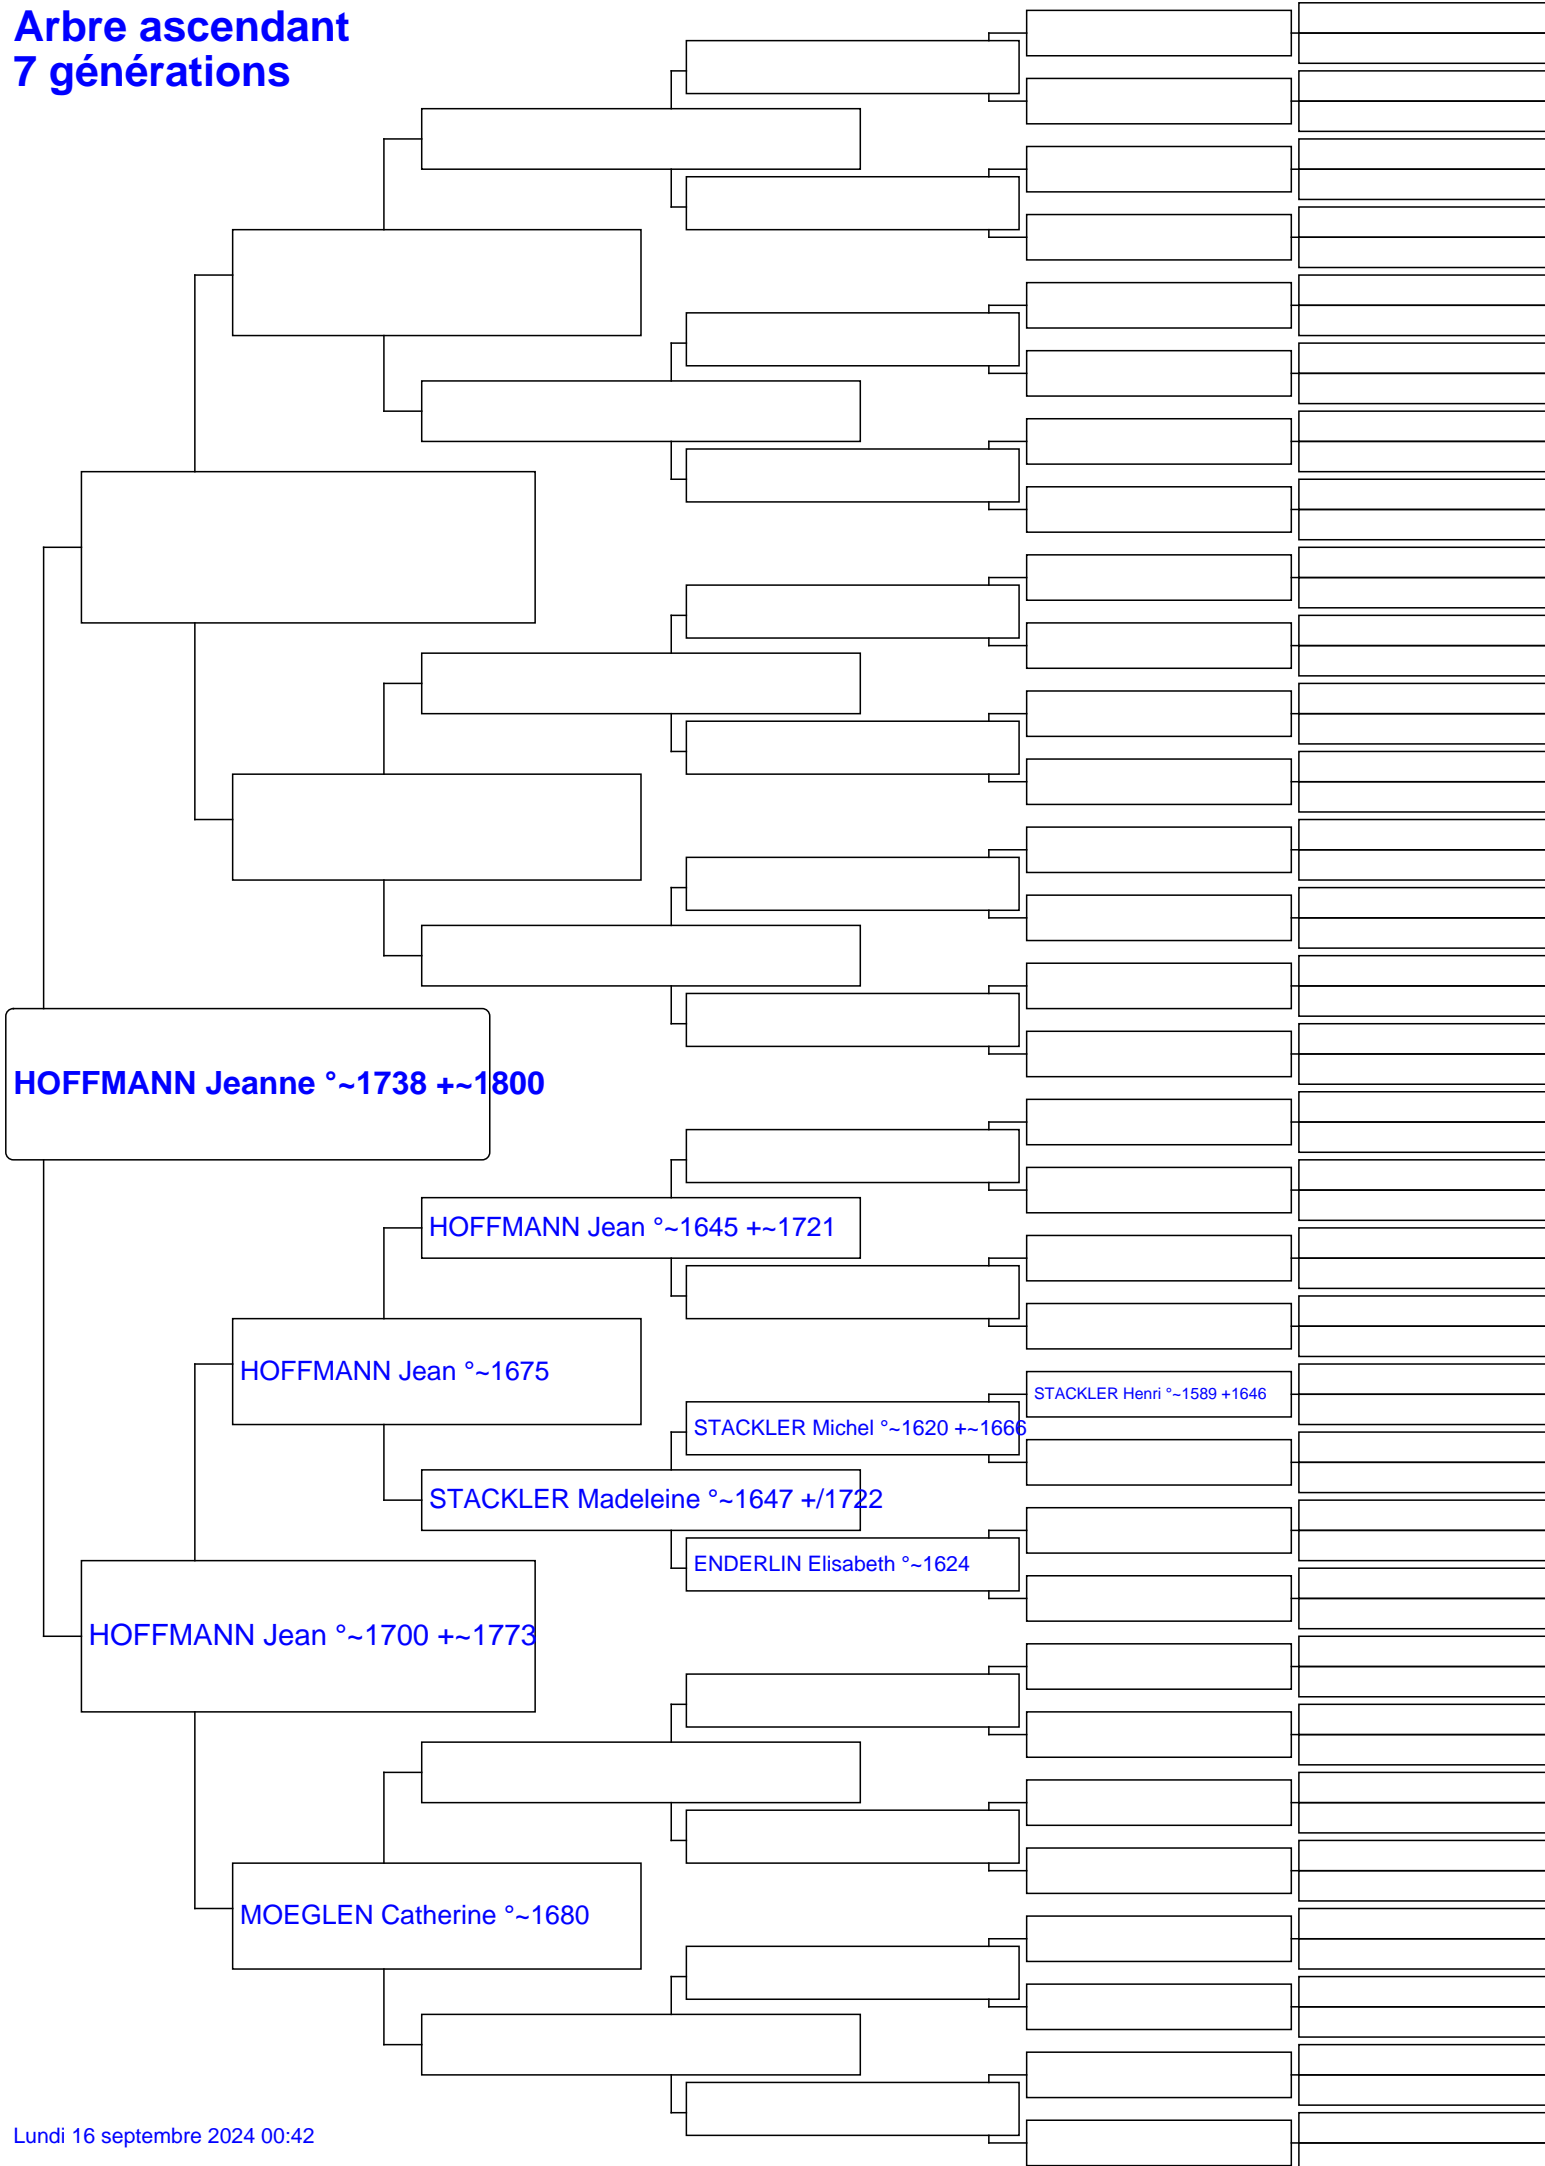 Arbre ascendant
7 générations
HOFFMANN Jeanne °~1738 +~1800
HOFFMANN Jean °~1645 +~1721
HOFFMANN Jean °~1675
STACKLER Henri °~1589 +1646
STACKLER Michel °~1620 +~1666
STACKLER Madeleine °~1647 +/1722
ENDERLIN Elisabeth °~1624
HOFFMANN Jean °~1700 +~1773
MOEGLEN Catherine °~1680
Lundi 16 septembre 2024 00:42